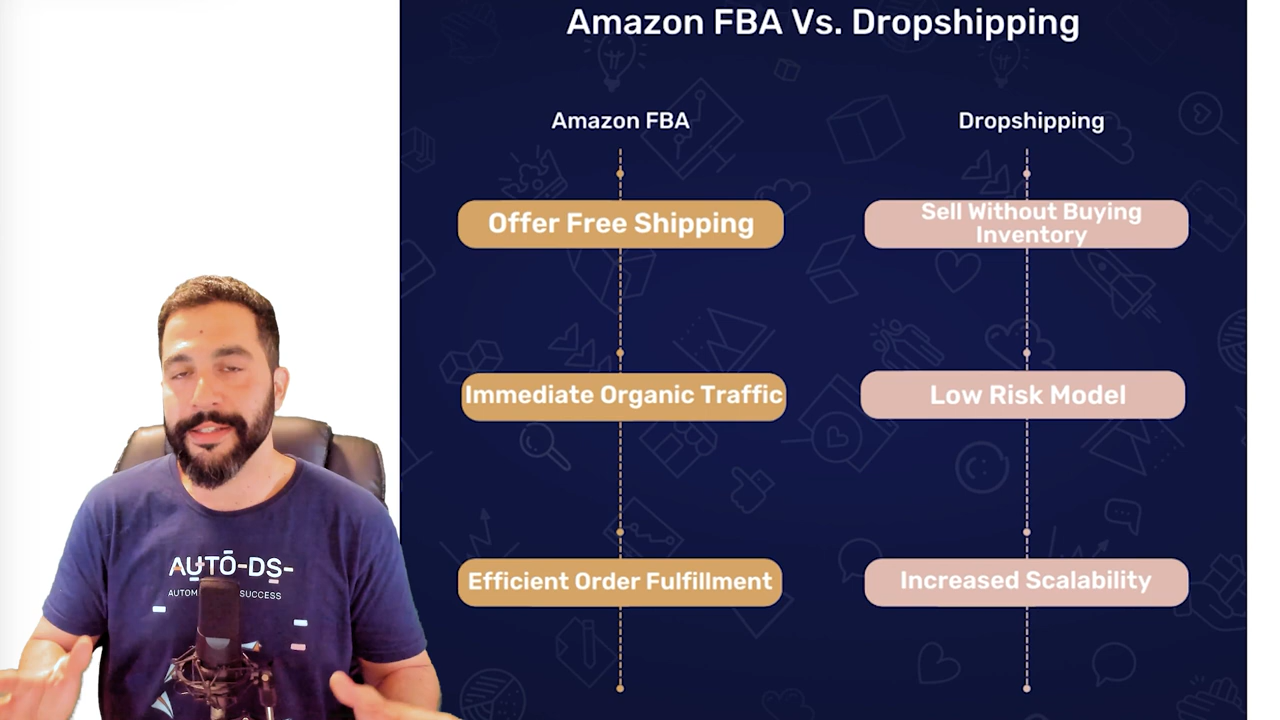 Amazon FBA Vs. Dropshipping
Amazon FBA
Dropshipping
Offer Free Shipping
Sell Without Buying
Inventory
Immediate Organic Traffic
Low Risk Model
Efficient Order Fulfillment
Increased Scalability
AUTO-DS-
SUCCESS